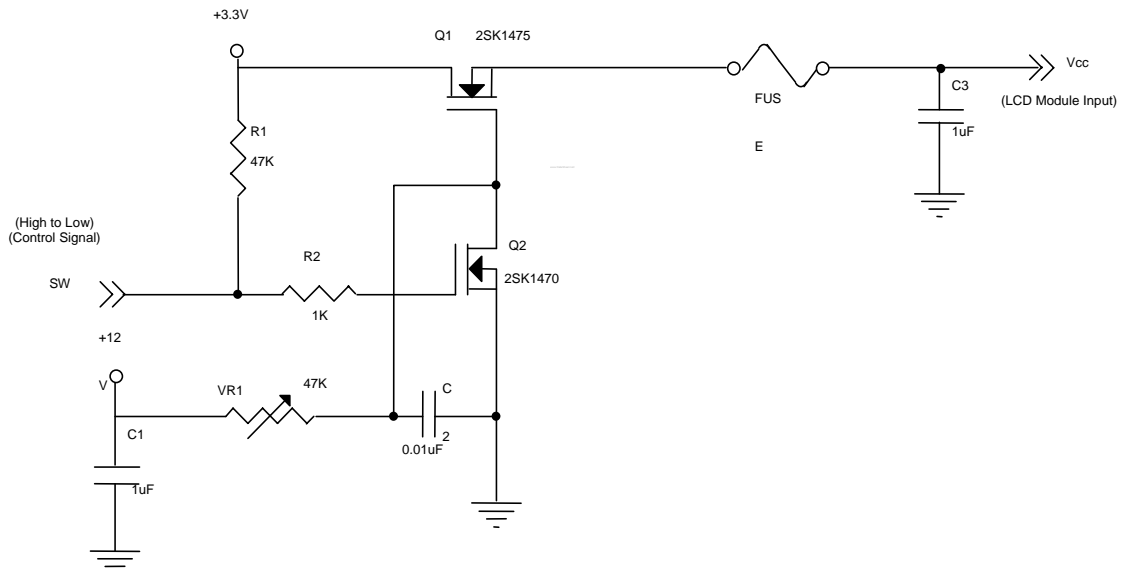 +3.3V
Q1 2SK1475
Vcc
(LCD Module Input)
FUS
E
C3
1uF
R1
47K
(High to Low)
(Control Signal)
SW
R2
1K
Q2
2SK1470
+12
V
VR1
47K
C
2
0.01uF
C1
1uF